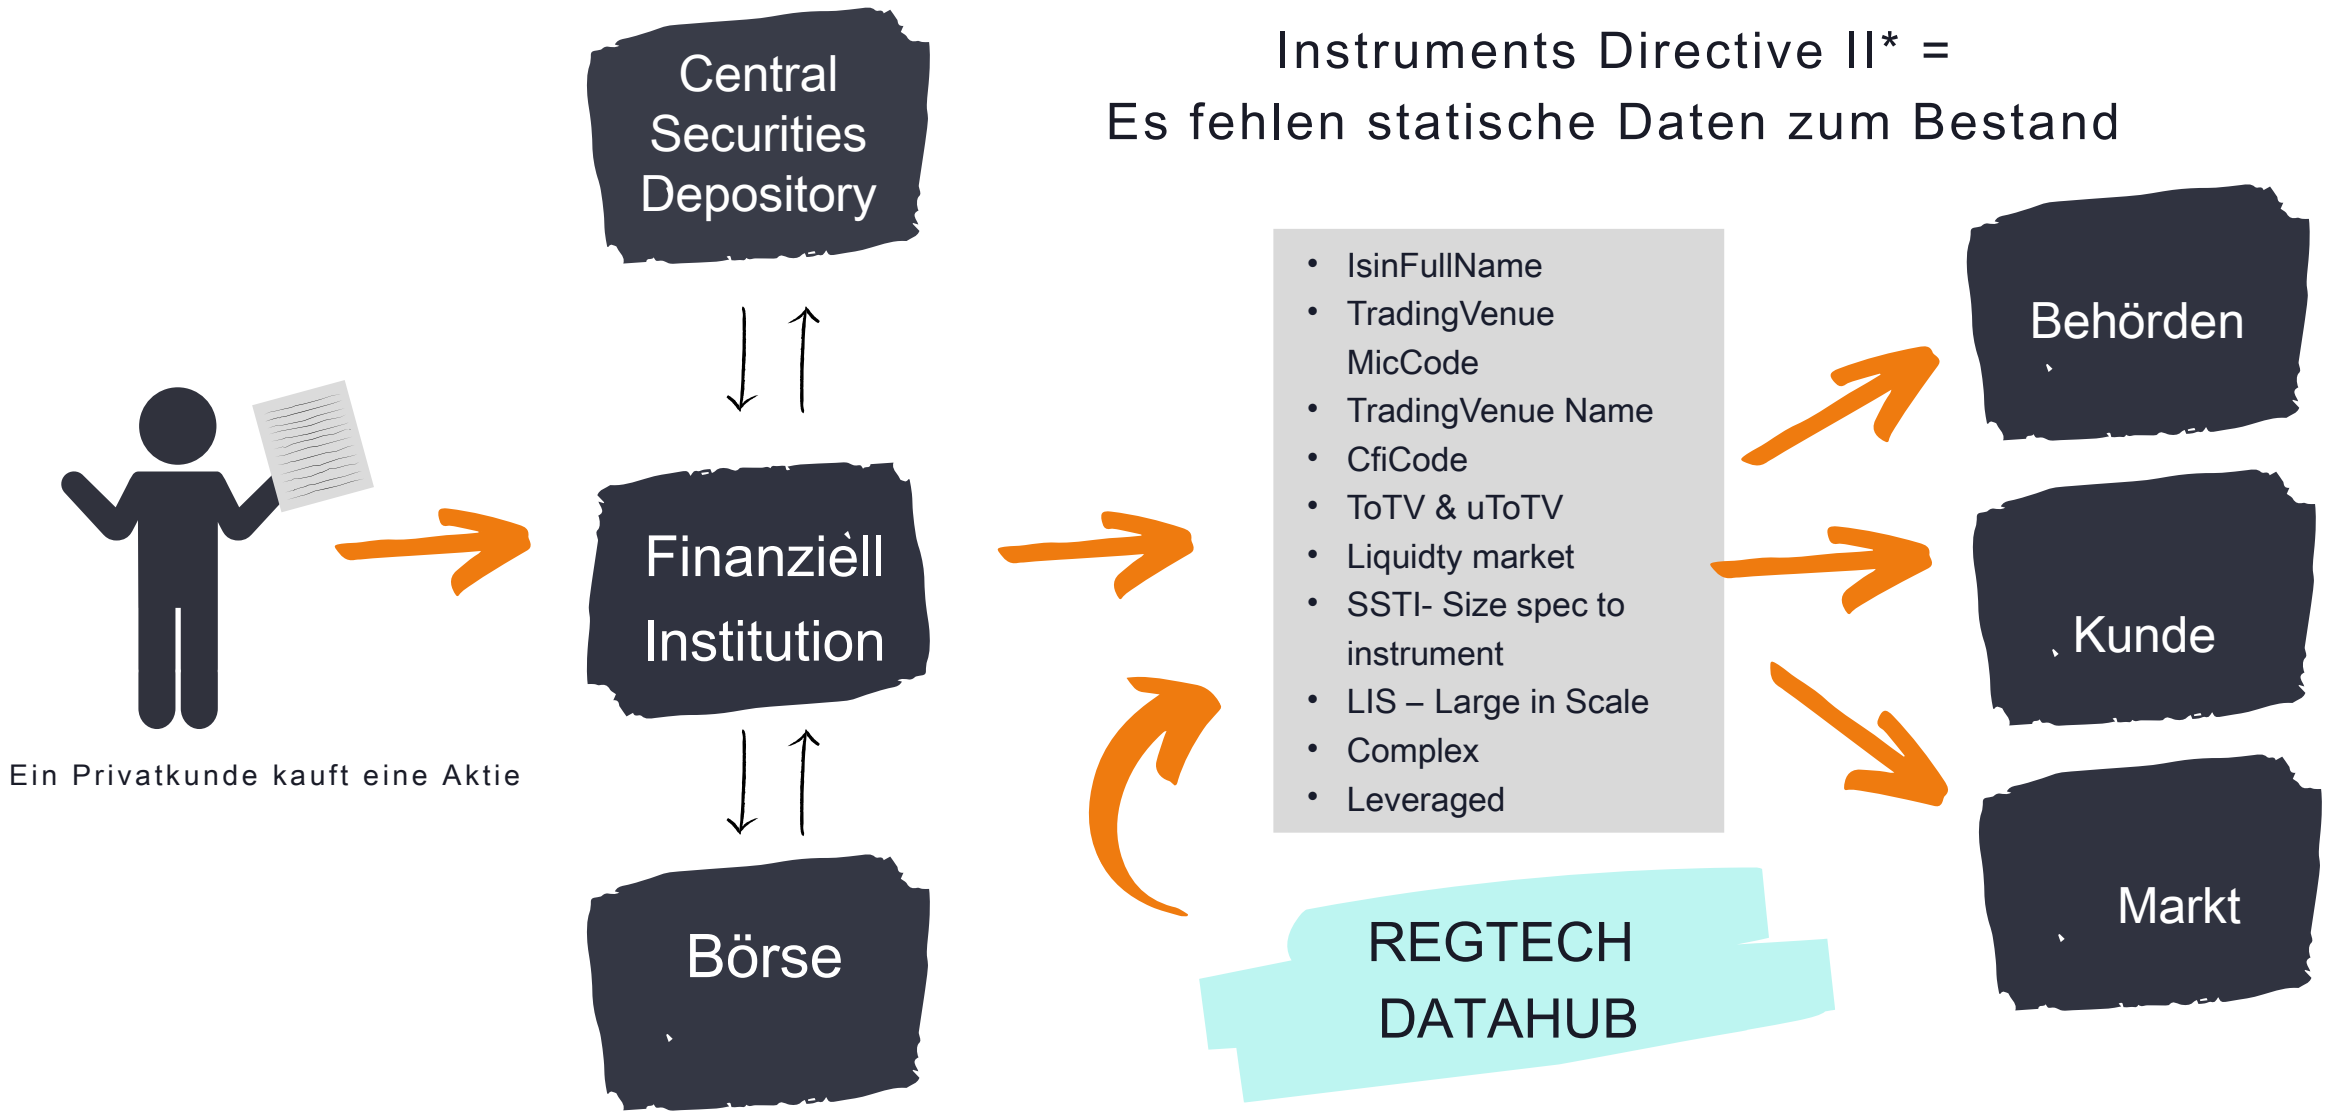 Central
Securities
Depository
Instruments Directive II* =
Es fehlen statische Daten zum Bestand
• IsinFullName
• TradingVenue
MicCode
• TradingVenue Name
• CfiCode
• ToTV & uToTV
• Liquidty market
• SSTI- Size spec to
instrument
• LIS – Large in Scale
• Complex
• Leveraged
Behörden
Finanziell
Institution
Kunde
Ein Privatkunde kauft eine Aktie
Börse
Markt
REGTECH
DATAHUB